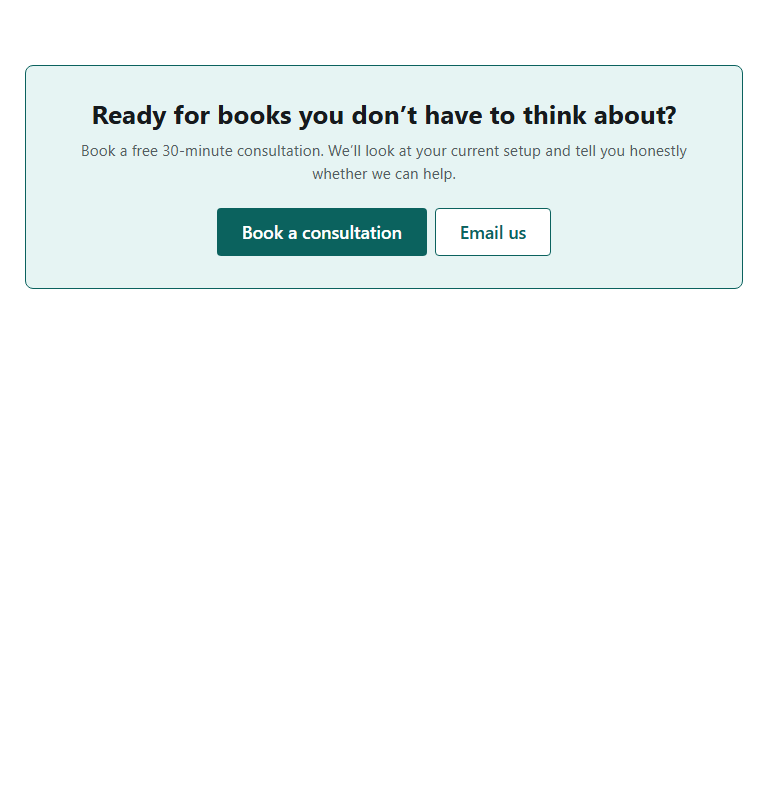 Ready for books you don’t have to think about?
Book a free 30-minute consultation. We’ll look at your current setup and tell you honestly
whether we can help.
Book a consultation
Email us